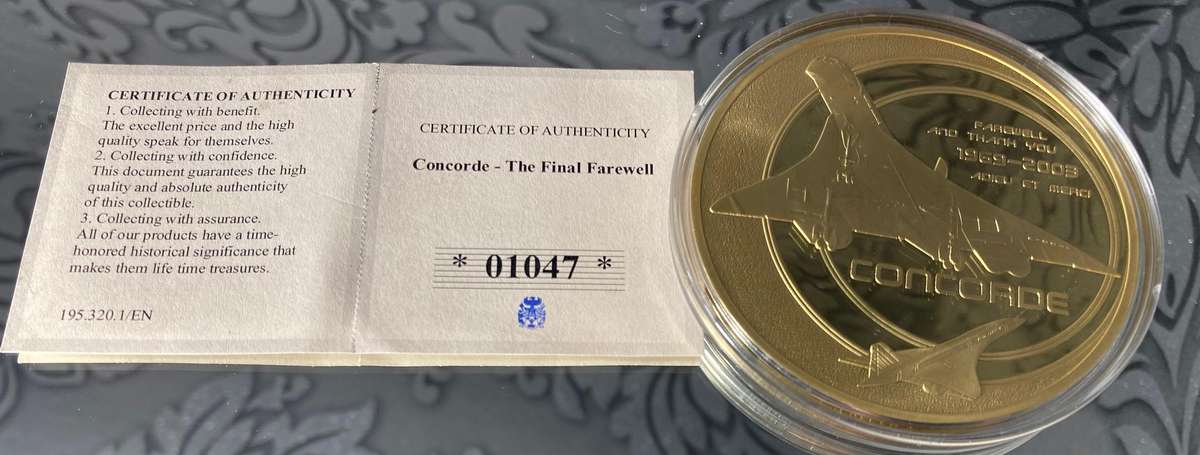 CERTIFICATE OF AUTHENTICITY
1. Collecting with benefit.
The excellent price and the high
quality speak for themselves.
2. Collecting with confidence.
This document guarantees the high
quality and absolute authenticity
of this collectible.
3. Collecting with assurance.
All of our products have a time-
honored historical significance that
makes them life time treasures.
195.320.1/EN
CERTIFICATE OF AUTHENTICITY
Concorde - The Final Farewell
* 01047 *
FAREWELL
AND THANK YOU
1969-2003
ADIEU ET MERCI
CONCORDE